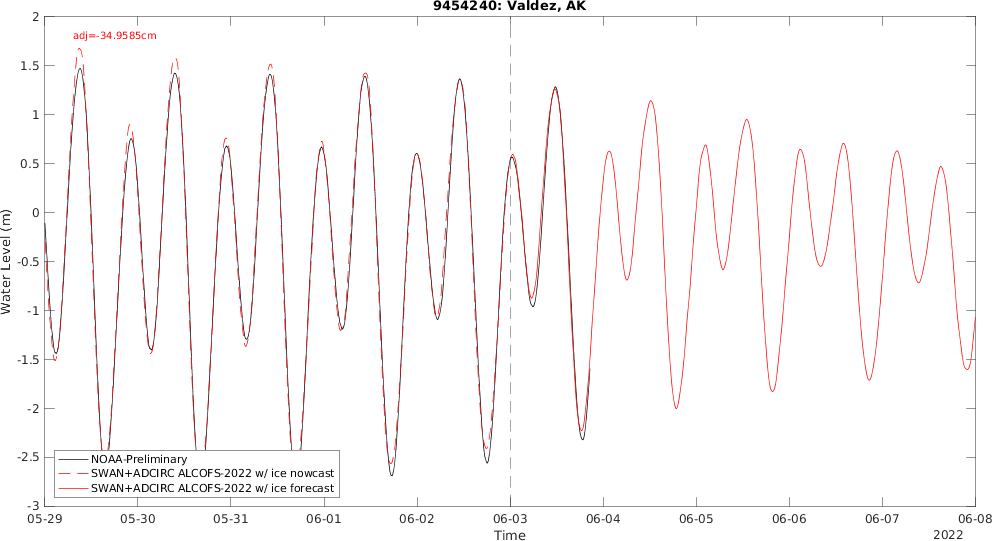 9454240: Valdez, AK
adj=-34.9585cm
Water Level (m)
2
1.5
1
0.5
0
-0.5
-1
-1.5
-2
-2.5
-3
NOAA-Preliminary
SWAN+ADCIRC ALCOFS-2022 w/ ice nowcast
SWAN+ADCIRC ALCOFS-2022 w/ ice forecast
05-29 05-30 05-31 06-01 06-02 06-03 06-04 06-05 06-06 06-07 06-08
Time
2022